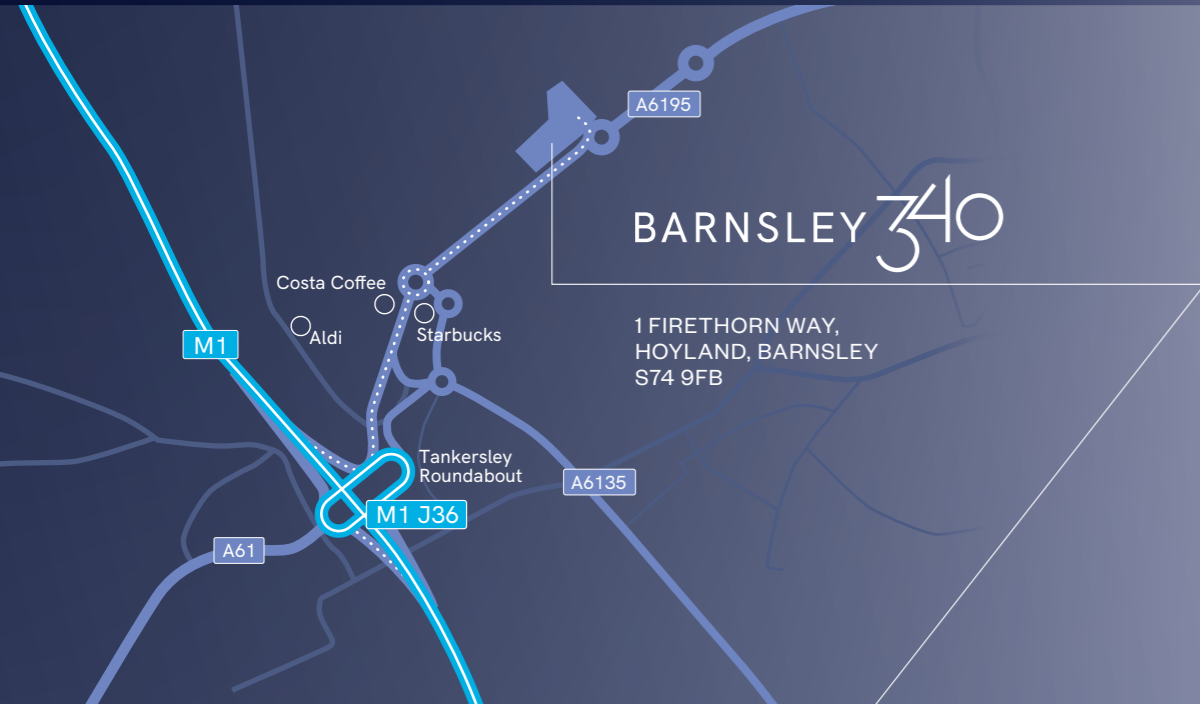 A6195
BARNSLEY 340
Costa Coffee
Aldi
Starbucks
M1
1 FIRETHORN WAY,
HOYLAND, BARNSLEY
S74 9FB
Tankersley
Roundabout
A6135
M1 J36
A61